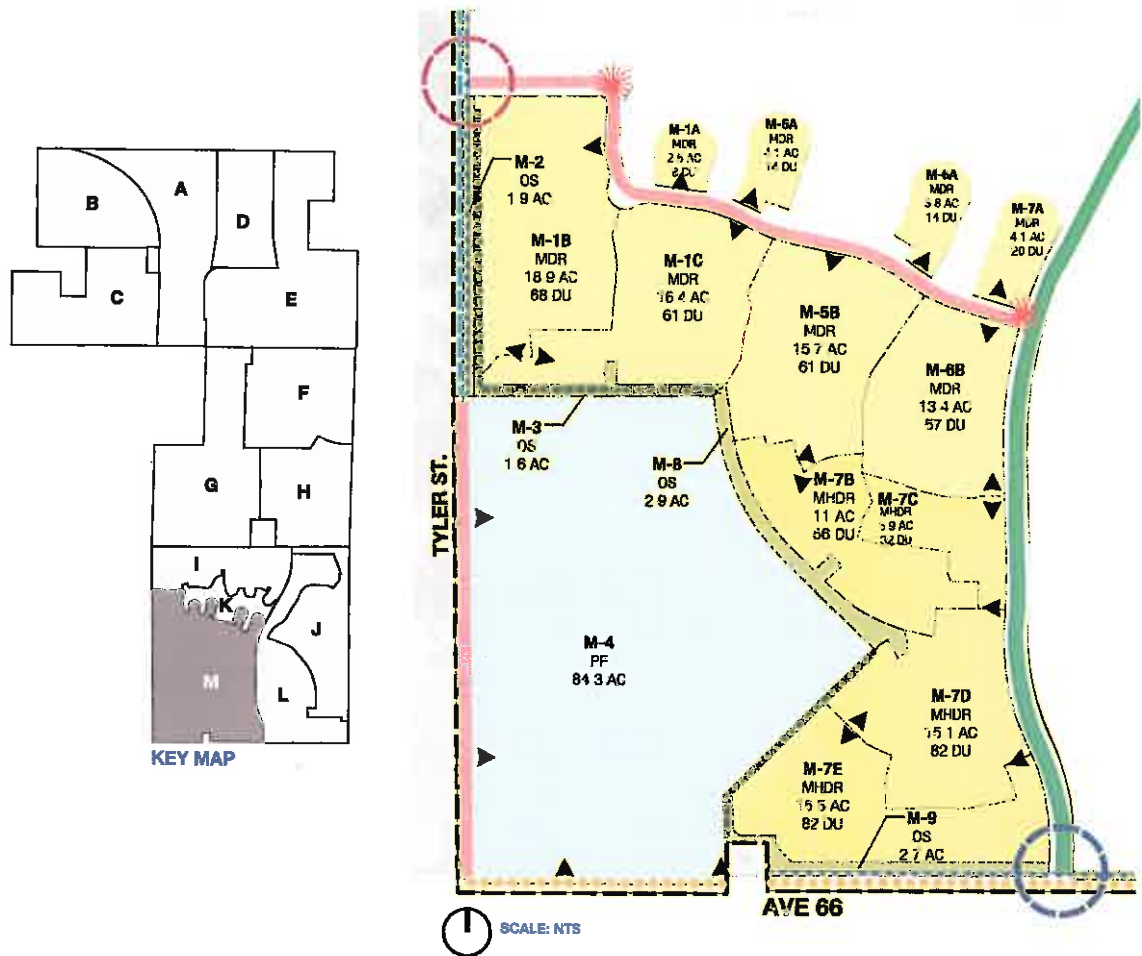 A
B
D
C
E
F
G
H
I
K
J
M
L
KEY MAP
M-1A
MDR
2.5 AC
M-2
OS
1.9 AC
M-1B
MDR
18.9 AC
68 DU
M-1C
MDR
16.4 AC
61 DU
MDR
14 DU
M-5B
MDR
15.7 AC
61 DU
M-6A
MDR
14 DU
M-7A
MDR
4.1 AC
20 DU
M-6B
MDR
13.4 AC
57 DU
M-3
OS
1.6 AC
M-8
OS
2.9 AC
M-7B
MHDR
11 AC
M-7C
MHDR
TYLER ST.
M-4
PF
84.3 AC
M-7D
MHDR
15.1 AC
82 DU
M-7E
MHDR
15.5 AC
82 DU
M-9
OS
2.7 AC
AVE 66
SCALE: NTS